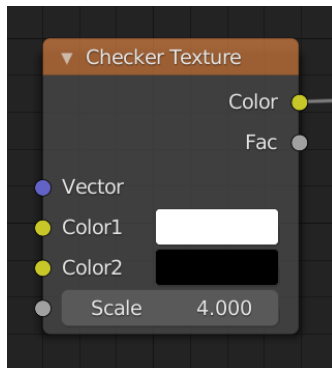 Checker Texture
Color
Fac
Vector
Color1
Color2
Scale 4.000